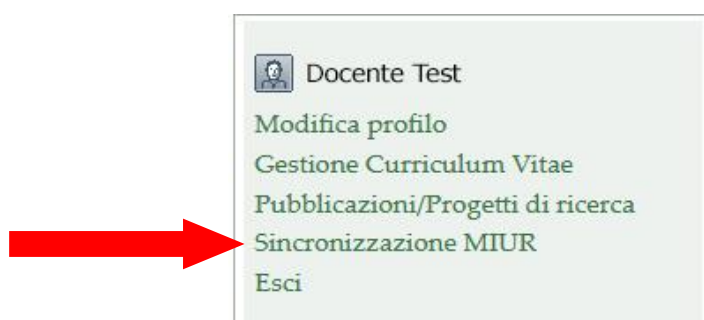 Docente Test
Modifica profilo
Gestione Curriculum Vitae
Pubblicazioni/Progetti di ricerca
Sincronizzazione MIUR
Esci